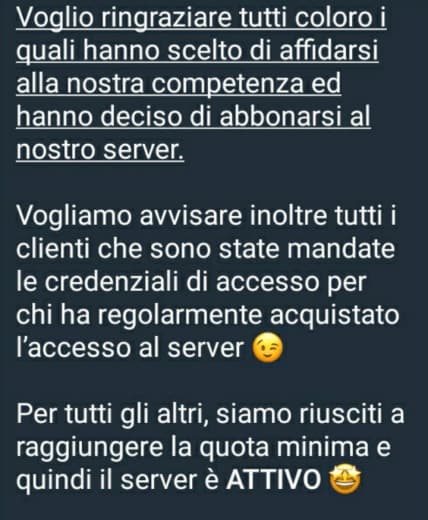 Voglio ringraziare tutti coloro i
quali hanno scelto di affidarsi
alla nostra competenza ed
hanno deciso di abbonarsi al
nostro server.
Vogliamo avvisare inoltre tutti i
clienti che sono state mandate
le credenziali di accesso per
chi ha regolarmente acquistato
l’accesso al server 😉
Per tutti gli altri, siamo riusciti a
raggiungere la quota minima e
quindi il server è ATTIVO 🤩